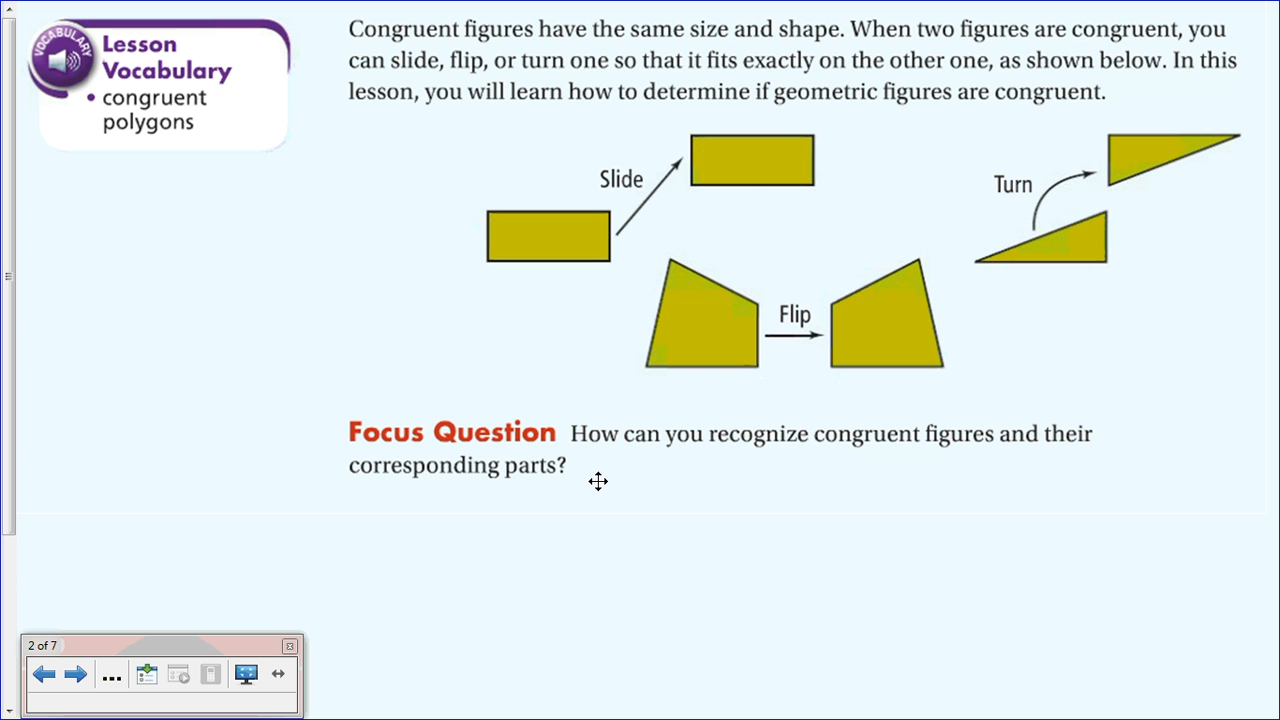 VOCABULARY
Lesson
Vocabulary
• congruent
polygons
Congruent figures have the same size and shape. When two figures are congruent, you
can slide, flip, or turn one so that it fits exactly on the other one, as shown below. In this
lesson, you will learn how to determine if geometric figures are congruent.
Slide
Turn
Flip
Focus Question How can you recognize congruent figures and their
corresponding parts?
2 of 7